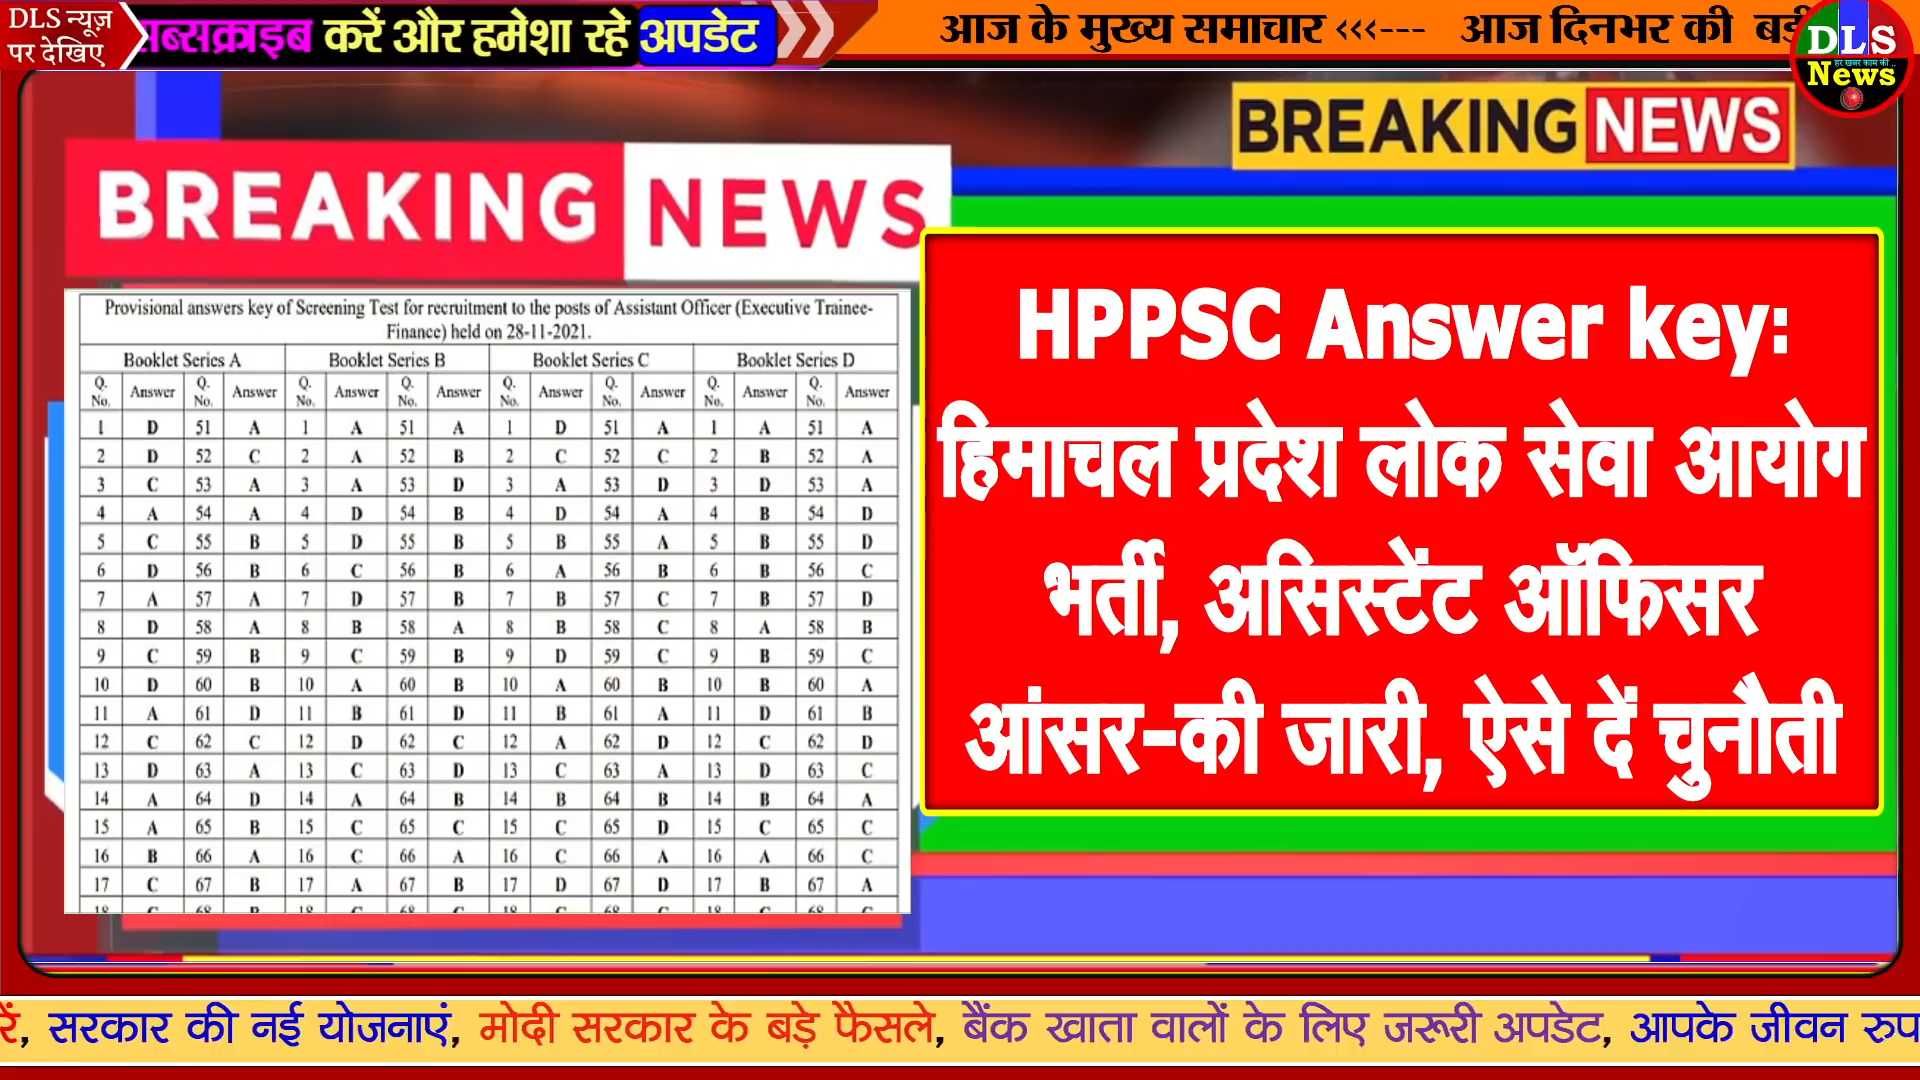 DLS न्यूज़
पर देखिए
सब्सक्राइब करें और हमेशा रहे अपडेट
आज के मुख्य समाचार <<<--- आज दिनभर की बड़ी
DLS
हर खबर काम की..
News
BREAKING NEWS
BREAKING NEWS
Provisional answers key of Screening Test for recruitment to the posts of Assistant Officer (Executive Trainee-
Finance) held on 28-11-2021.
Booklet Series A Booklet Series B Booklet Series C Booklet Series D
Q. No. Answer Q. No. Answer Q. No. Answer Q. No. Answer Q. No. Answer Q. No. Answer Q. No. Answer Q. No. Answer
1 D 51 A 1 A 51 A 1 D 51 A 1 A 51 A
2 D 52 C 2 A 52 B 2 C 52 C 2 B 52 A
3 C 53 A 3 A 53 D 3 A 53 D 3 D 53 A
4 A 54 A 4 D 54 B 4 D 54 A 4 B 54 D
5 C 55 B 5 D 55 B 5 B 55 A 5 B 55 D
6 D 56 B 6 C 56 B 6 A 56 B 6 B 56 C
7 A 57 A 7 D 57 B 7 B 57 C 7 B 57 D
8 D 58 A 8 B 58 A 8 B 58 C 8 A 58 B
9 C 59 B 9 C 59 B 9 D 59 C 9 B 59 C
10 D 60 B 10 A 60 B 10 A 60 B 10 B 60 A
11 A 61 D 11 B 61 D 11 B 61 A 11 D 61 B
12 C 62 C 12 D 62 C 12 A 62 D 12 C 62 D
13 D 63 A 13 C 63 D 13 C 63 A 13 D 63 C
14 A 64 D 14 A 64 B 14 B 64 B 14 B 64 A
15 A 65 B 15 C 65 C 15 C 65 D 15 C 65 C
16 B 66 A 16 C 66 A 16 C 66 A 16 A 66 C
17 C 67 B 17 A 67 B 17 D 67 D 17 B 67 A
HPPSC Answer key:
हिमाचल प्रदेश लोक सेवा आयोग
भर्ती, असिस्टेंट ऑफिसर
आंसर-की जारी, ऐसे दें चुनौती
रें, सरकार की नई योजनाएं, मोदी सरकार के बड़े फैसले, बैंक खाता वालों के लिए जरूरी अपडेट, आपके जीवन रुप